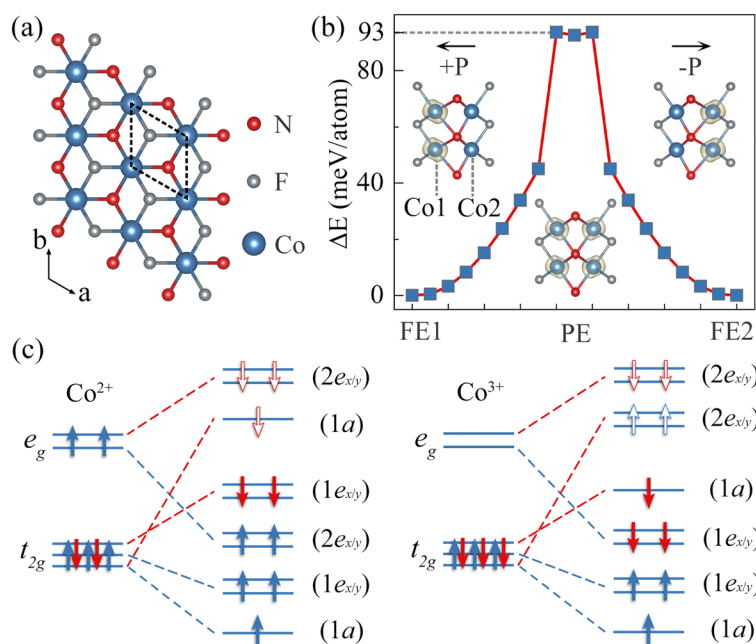 (a)
N
F
Co
b
a
(b)
ΔE (meV/atom)
93
80
40
0
+P
-P
Co1 Co2
FE1 PE FE2
(c)
Co2+
eg
t2g
(2ex/y)
(1a)
(1ex/y)
(2ex/y)
(1ex/y)
(1a)
Co3+
eg
t2g
(2ex/y)
(2ex/y)
(1a)
(1ex/y)
(1ex/y)
(1a)